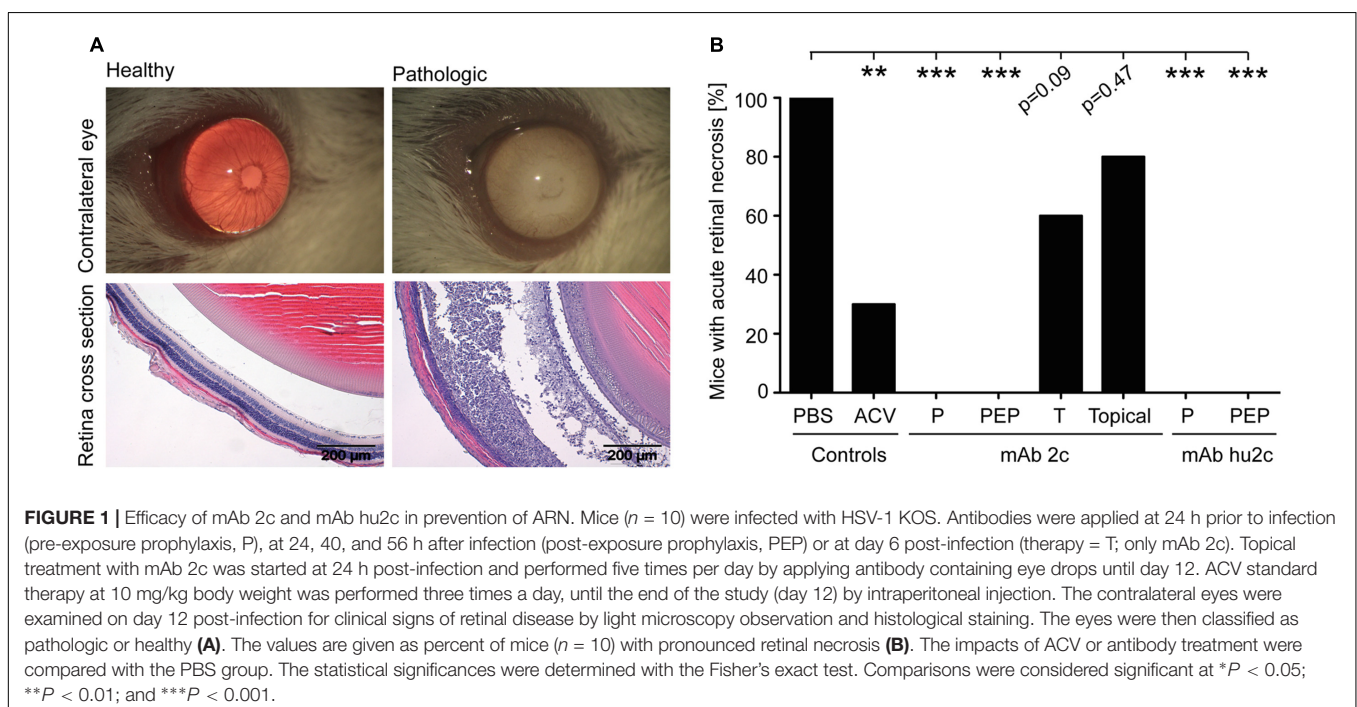 A
Healthy
Pathologic
Contralateral eye
Retina cross section
200 µm
200 µm
B
** *** *** p=0.09 p=0.47 *** ***
Mice with acute retinal necrosis [%]
100
80
60
40
20
0
PBS ACV P PEP T Topical P PEP
Controls mAb 2c mAb hu2c
FIGURE 1 | Efficacy of mAb 2c and mAb hu2c in prevention of ARN. Mice (n = 10) were infected with HSV-1 KOS. Antibodies were applied at 24 h prior to infection
(pre-exposure prophylaxis, P), at 24, 40, and 56 h after infection (post-exposure prophylaxis, PEP) or at day 6 post-infection (therapy = T; only mAb 2c). Topical
treatment with mAb 2c was started at 24 h post-infection and performed five times per day by applying antibody containing eye drops until day 12. ACV standard
therapy at 10 mg/kg body weight was performed three times a day, until the end of the study (day 12) by intraperitoneal injection. The contralateral eyes were
examined on day 12 post-infection for clinical signs of retinal disease by light microscopy observation and histological staining. The eyes were then classified as
pathologic or healthy (A). The values are given as percent of mice (n = 10) with pronounced retinal necrosis (B). The impacts of ACV or antibody treatment were
compared with the PBS group. The statistical significances were determined with the Fisher's exact test. Comparisons were considered significant at *P < 0.05;
**P < 0.01; and ***P < 0.001.